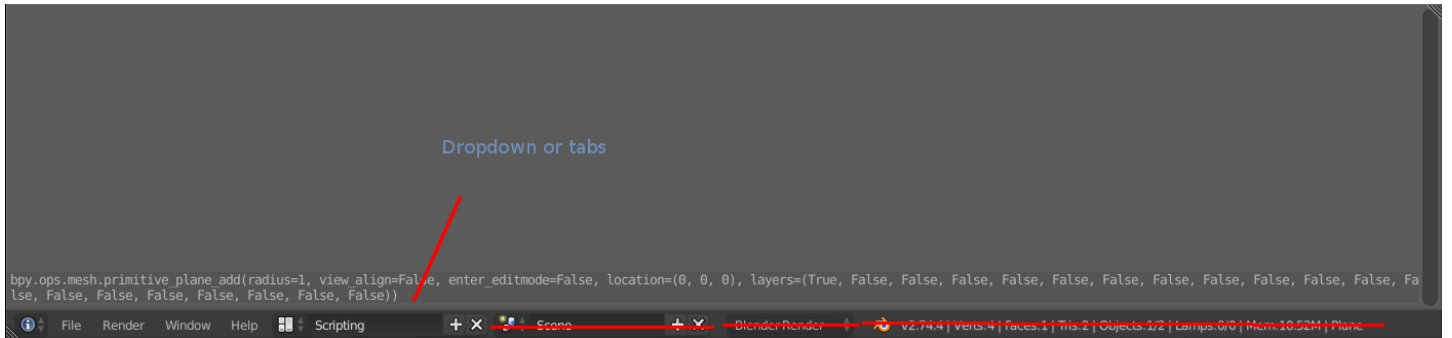 Dropdown or tabs
bpy.ops.mesh.primitive_plane_add(radius=1, view_align=False, enter_editmode=False, location=(0, 0, 0), layers=(True, False, False, False, False, False, False, False, False, False, False, False, Fa
lse, False, False, False, False, False, False, False))
File Render Window Help Scripting Scene Blender Render v2.74.4 | Verts:4 | Faces:1 | Tris:2 | Objects:1/2 | Lamps:0/0 | Mem:10.52M | Plane